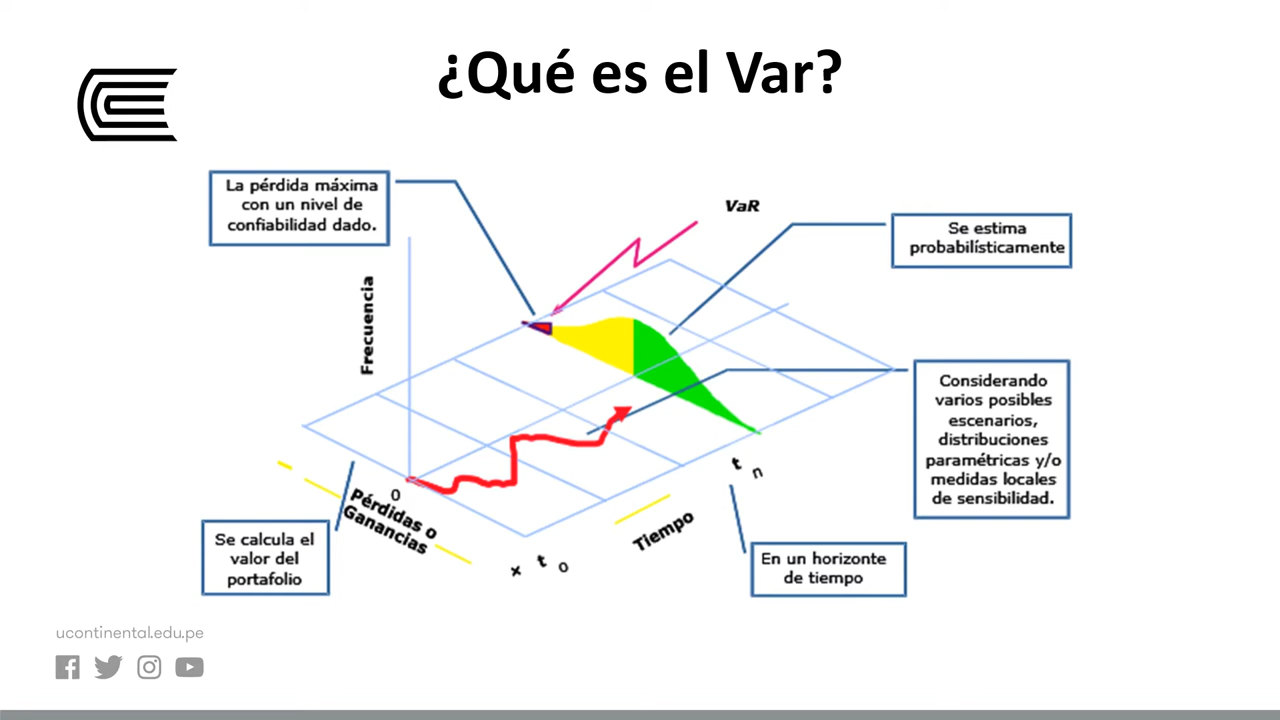 ¿Qué es el Var?
La pérdida máxima
con un nivel de
confiabilidad dado.
VaR
Se estima
probabilísticamente
Frecuencia
Considerando
varios posibles
escenarios,
distribuciones
paramétricas y/o
medidas locales
de sensibilidad.
0
Pérdidas o
Ganancias
x t o
Tiempo
t n
Se calcula el
valor del
portafolio
En un horizonte
de tiempo
ucontinental.edu.pe